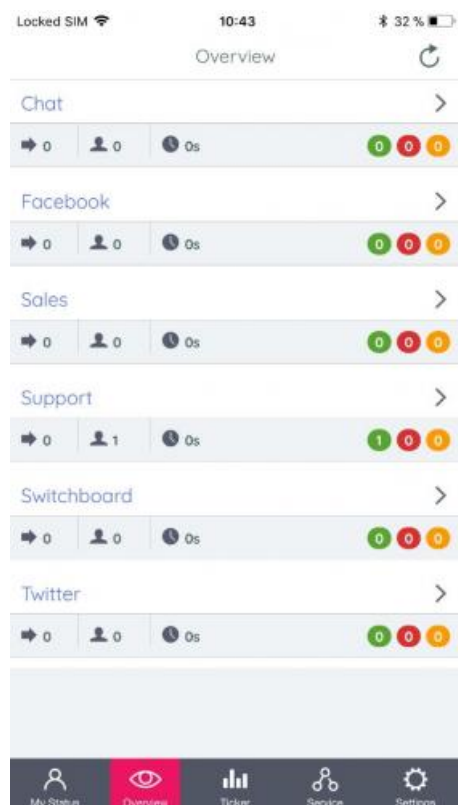 Locked SIM 10:43 32 %
Overview
Chat
0 0 0s 0 0 0
Facebook
0 0 0s 0 0 0
Sales
0 0 0s 0 0 0
Support
0 1 0s 1 0 0
Switchboard
0 0 0s 0 0 0
Twitter
0 0 0s 0 0 0
My Status Overview Ticker Service Settings